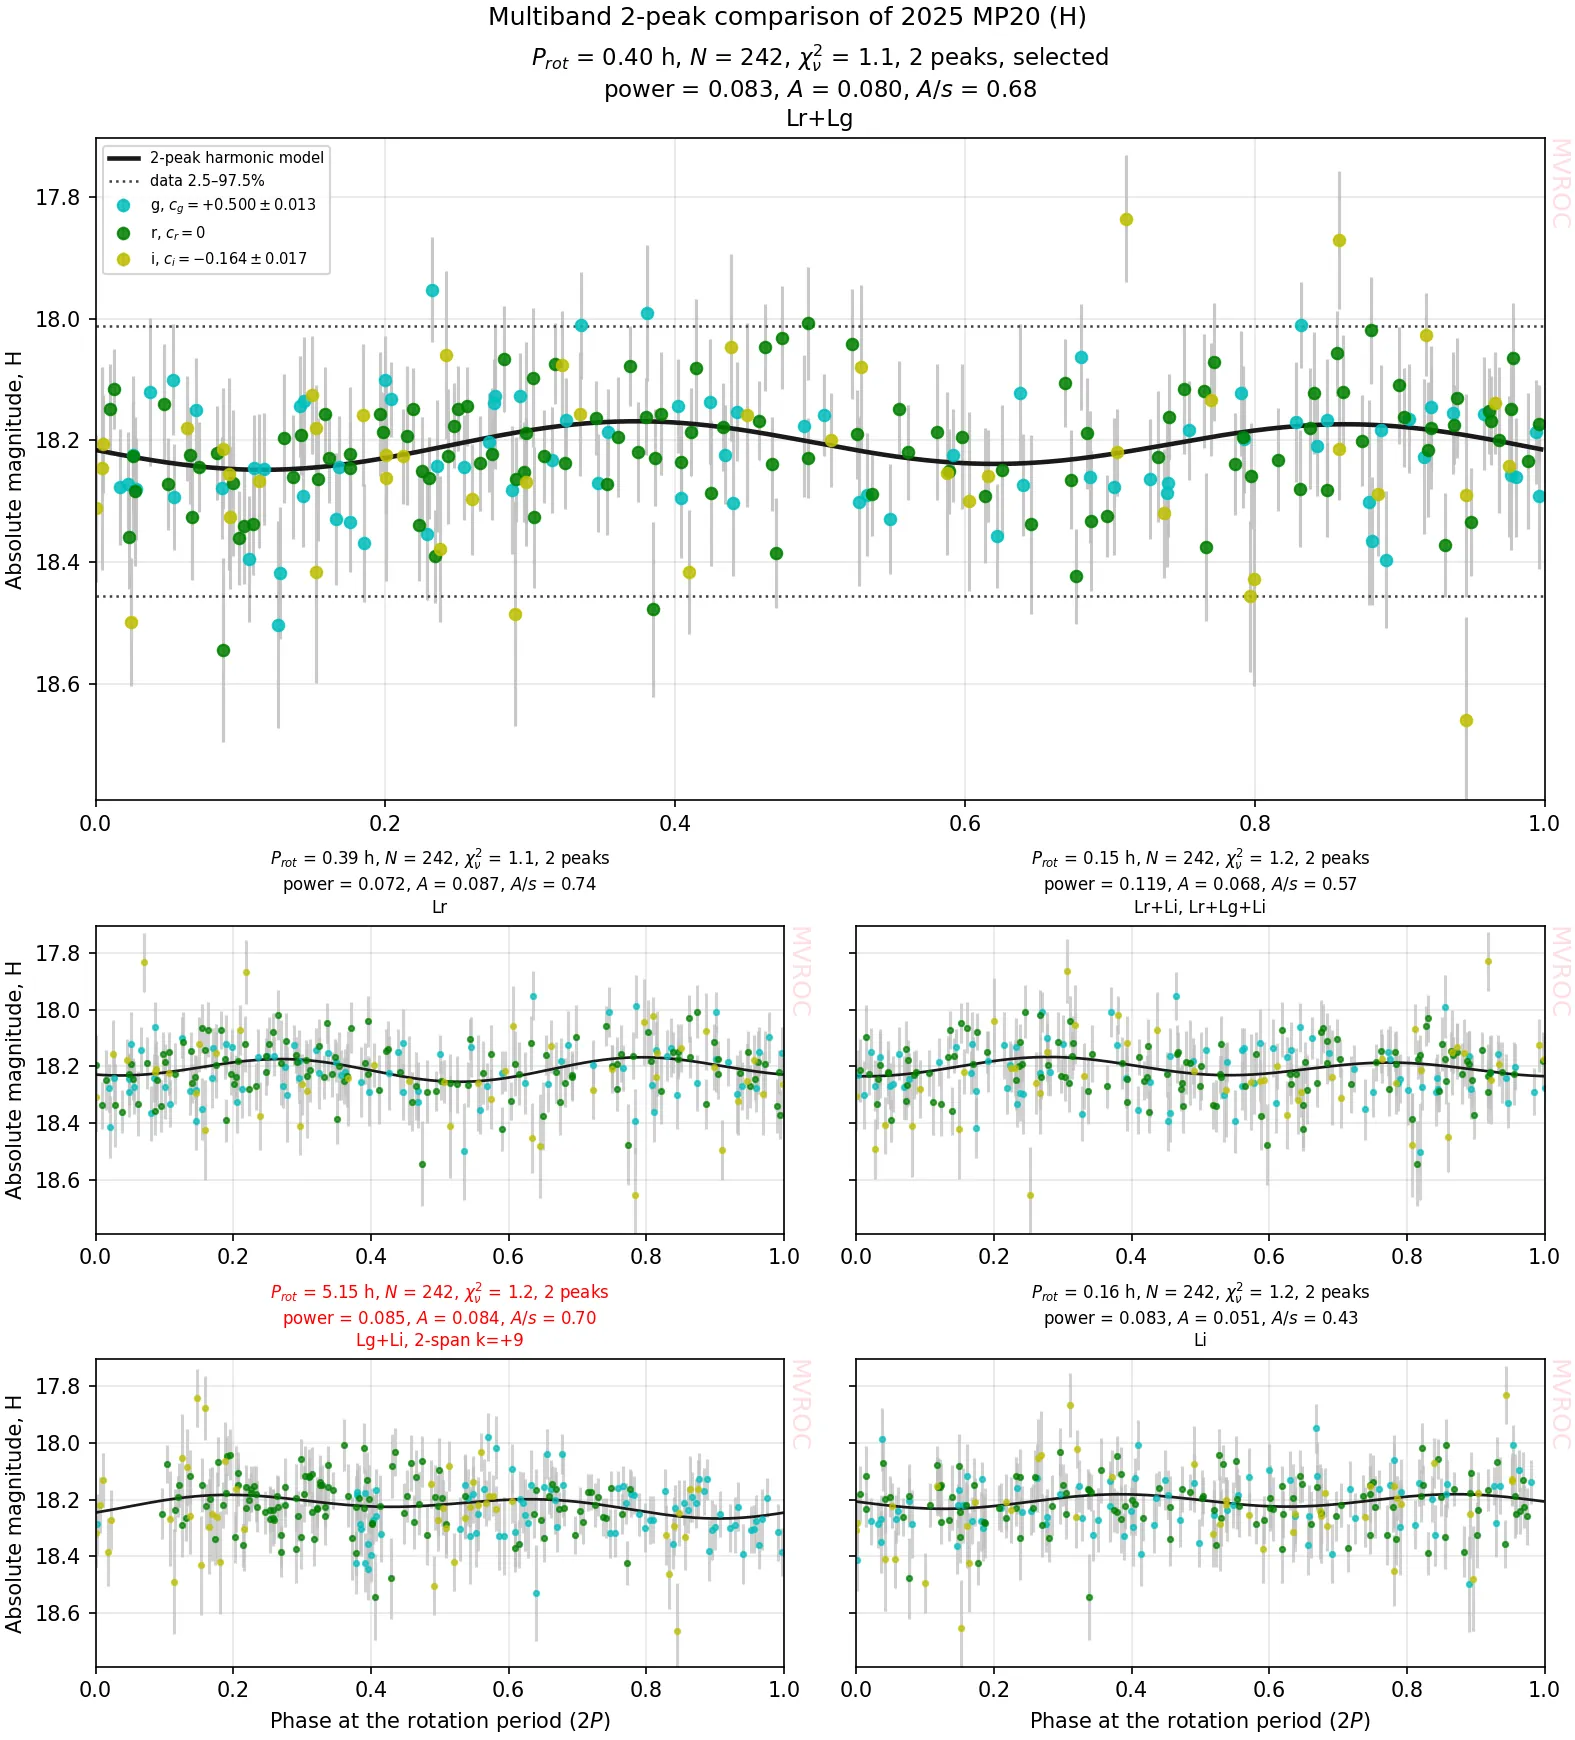 Multiband 2-peak comparison of 2025 MP20 (H)
P_rot = 0.40 h, N = 242, χ²_ν = 1.1, 2 peaks, selected
power = 0.083, A = 0.080, A/s = 0.68
Lr+Lg
2-peak harmonic model
data 2.5–97.5%
g, c_g = +0.500 ± 0.013
r, c_r = 0
i, c_i = −0.164 ± 0.017
MVROC
Absolute magnitude, H
17.8
18.0
18.2
18.4
18.6
0.0 0.2 0.4 0.6 0.8 1.0
P_rot = 0.39 h, N = 242, χ²_ν = 1.1, 2 peaks
power = 0.072, A = 0.087, A/s = 0.74
Lr
MVROC
Absolute magnitude, H
17.8
18.0
18.2
18.4
18.6
0.0 0.2 0.4 0.6 0.8 1.0
P_rot = 0.15 h, N = 242, χ²_ν = 1.2, 2 peaks
power = 0.119, A = 0.068, A/s = 0.57
Lr+Li, Lr+Lg+Li
MVROC
0.0 0.2 0.4 0.6 0.8 1.0
P_rot = 5.15 h, N = 242, χ²_ν = 1.2, 2 peaks
power = 0.085, A = 0.084, A/s = 0.70
Lg+Li, 2-span k=+9
MVROC
Absolute magnitude, H
17.8
18.0
18.2
18.4
18.6
0.0 0.2 0.4 0.6 0.8 1.0
Phase at the rotation period (2P)
P_rot = 0.16 h, N = 242, χ²_ν = 1.2, 2 peaks
power = 0.083, A = 0.051, A/s = 0.43
Li
MVROC
0.0 0.2 0.4 0.6 0.8 1.0
Phase at the rotation period (2P)